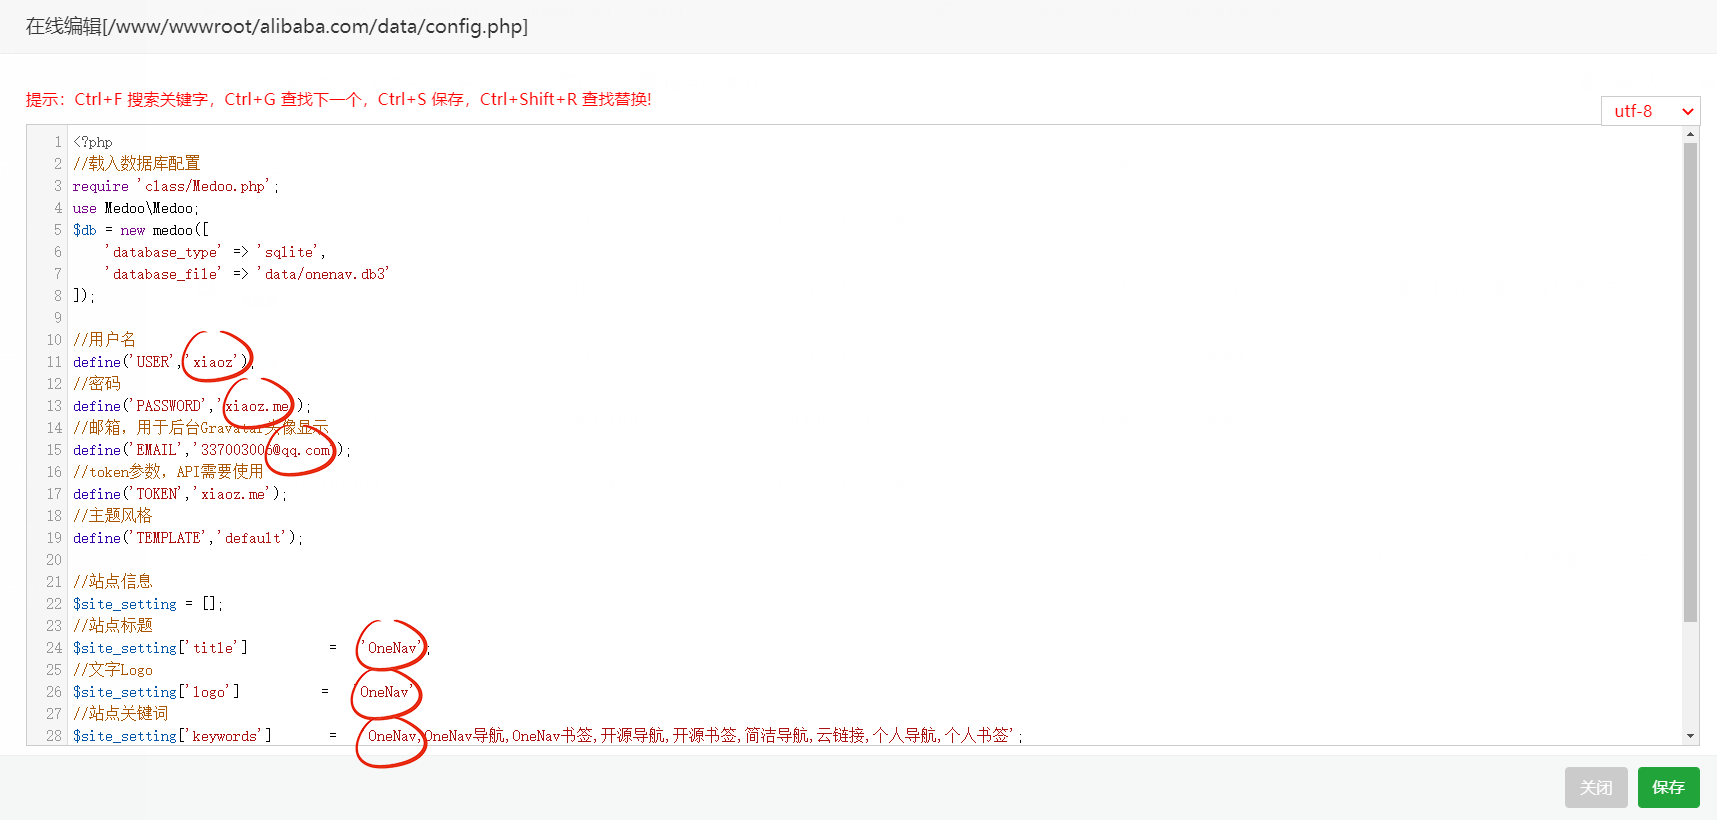 在线编辑[/www/wwwroot/alibaba.com/data/config.php]
提示：Ctrl+F 搜索关键字，Ctrl+G 查找下一个，Ctrl+S 保存，Ctrl+Shift+R 查找替换!
utf-8
1 <?php
2 //载入数据库配置
3 require 'class/Medoo.php';
4 use Medoo\Medoo;
5 $db = new medoo([
6     'database_type' => 'sqlite',
7     'database_file' => 'data/onenav.db3'
8 ]);
9
10 //用户名
11 define('USER','xiaoz');
12 //密码
13 define('PASSWORD','xiaoz.me');
14 //邮箱，用于后台Gravatar头像显示
15 define('EMAIL','337003006@qq.com');
16 //token参数，API需要使用
17 define('TOKEN','xiaoz.me');
18 //主题风格
19 define('TEMPLATE','default');
20
21 //站点信息
22 $site_setting = [];
23 //站点标题
24 $site_setting['title']          =   'OneNav';
25 //文字Logo
26 $site_setting['logo']          =   'OneNav'
27 //站点关键词
28 $site_setting['keywords']       =   'OneNav,OneNav导航,OneNav书签,开源导航,开源书签,简洁导航,云链接,个人导航,个人书签';
关闭
保存